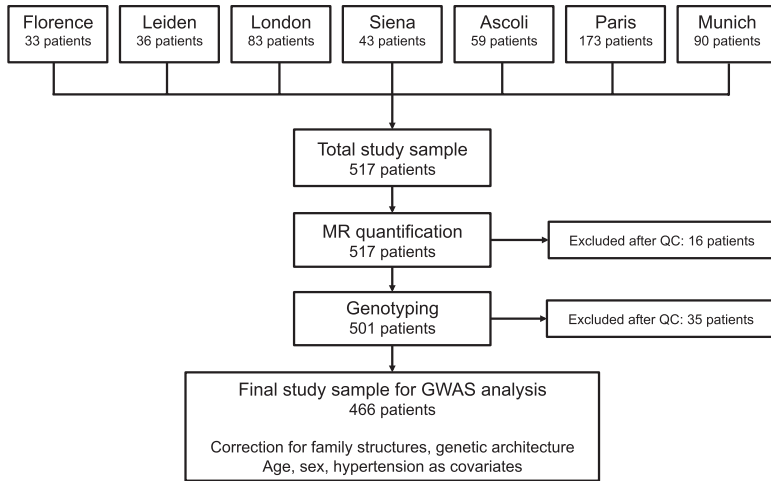 Florence
33 patients
Leiden
36 patients
London
83 patients
Siena
43 patients
Ascoli
59 patients
Paris
173 patients
Munich
90 patients
Total study sample
517 patients
MR quantification
517 patients
Excluded after QC: 16 patients
Genotyping
501 patients
Excluded after QC: 35 patients
Final study sample for GWAS analysis
466 patients
Correction for family structures, genetic architecture
Age, sex, hypertension as covariates